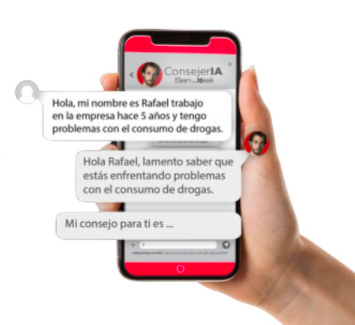 ConsejerIA
San José
Hola, mi nombre es Rafael trabajo
en la empresa hace 5 años y tengo
problemas con el consumo de drogas.
Hola Rafael, lamento saber que
estás enfrentando problemas
con el consumo de drogas.
Mi consejo para ti es ...